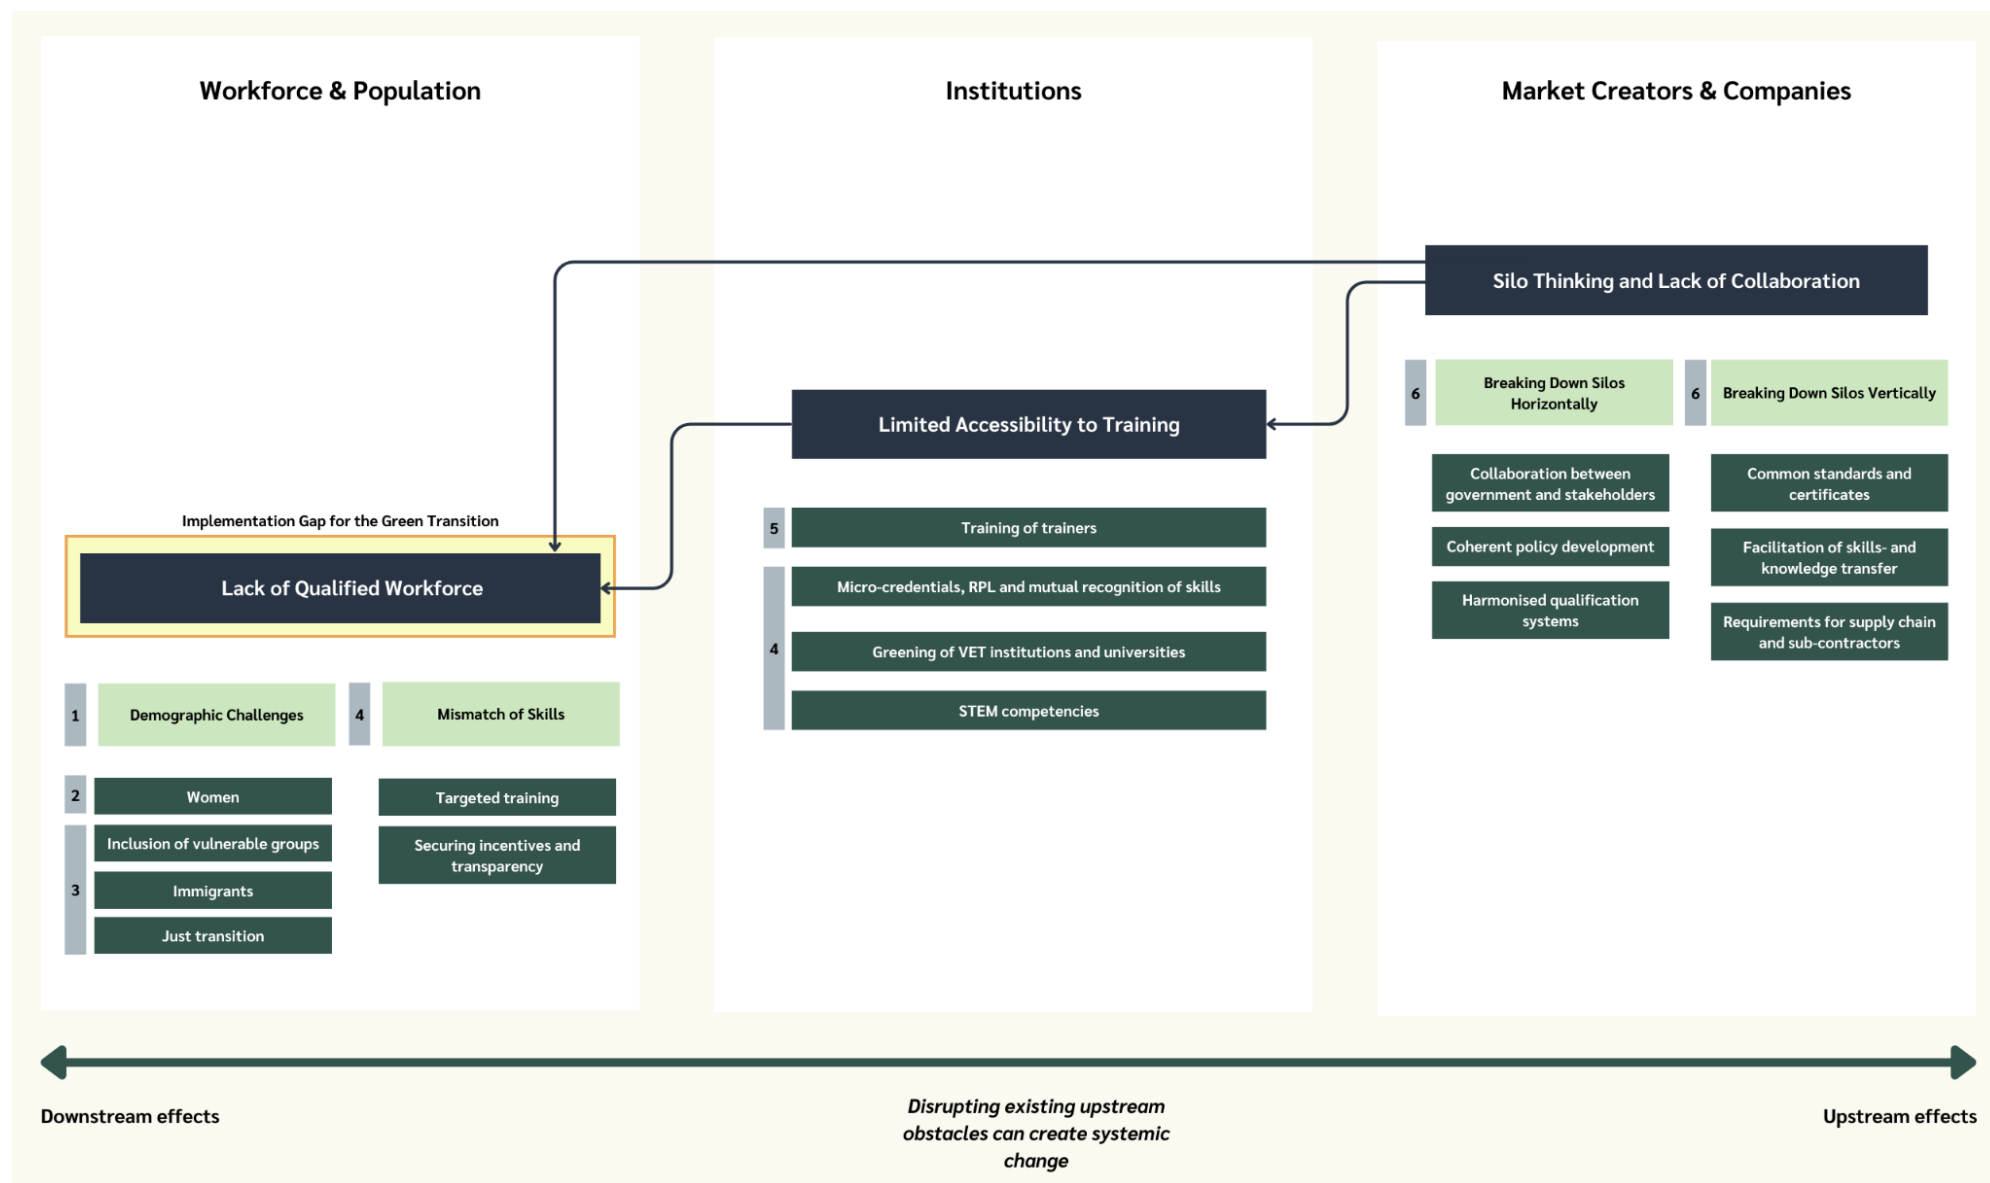 Workforce & Population
Implementation Gap for the Green Transition
Lack of Qualified Workforce
1
Demographic Challenges
4
Mismatch of Skills
2
Women
3
Inclusion of vulnerable groups
Immigrants
Just transition
Targeted training
Securing incentives and
transparency
Institutions
Limited Accessibility to Training
5
Training of trainers
4
Micro-credentials, RPL and mutual recognition of skills
Greening of VET institutions and universities
STEM competencies
Market Creators & Companies
Silo Thinking and Lack of Collaboration
6
Breaking Down Silos
Horizontally
6
Breaking Down Silos Vertically
Collaboration between
government and stakeholders
Coherent policy development
Harmonised qualification
systems
Common standards and
certificates
Facilitation of skills- and
knowledge transfer
Requirements for supply chain
and sub-contractors
Downstream effects
Disrupting existing upstream
obstacles can create systemic
change
Upstream effects